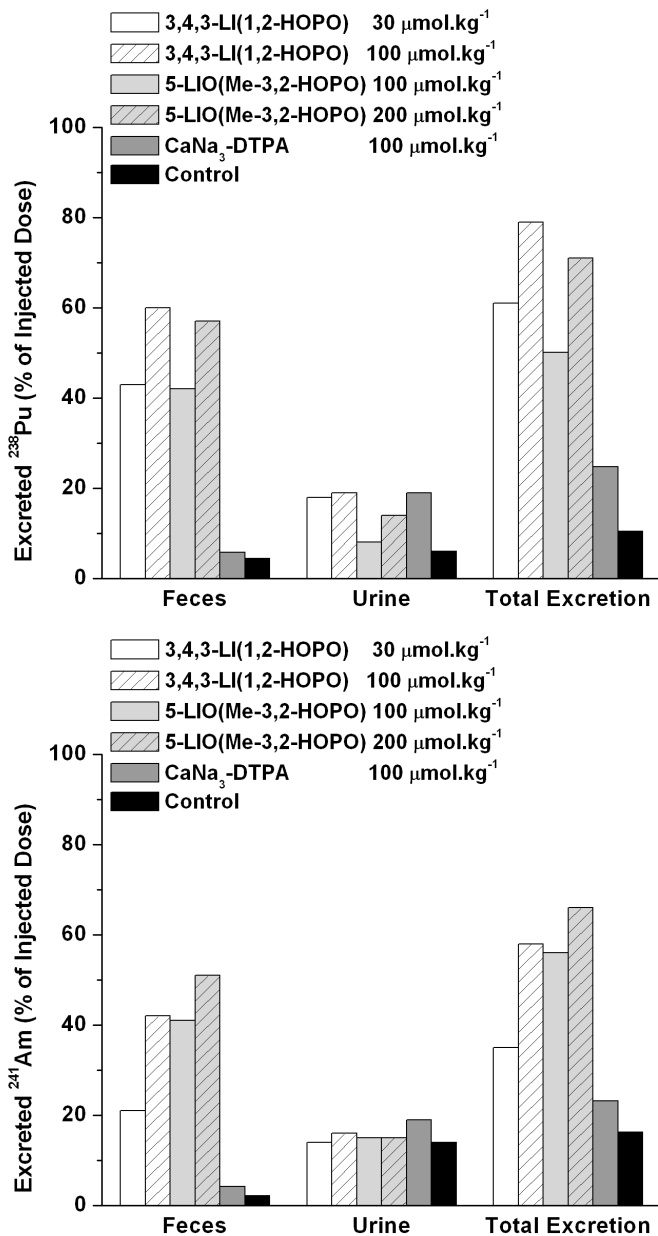 3,4,3-LI(1,2-HOPO) 30 μmol.kg⁻¹
3,4,3-LI(1,2-HOPO) 100 μmol.kg⁻¹
5-LIO(Me-3,2-HOPO) 100 μmol.kg⁻¹
5-LIO(Me-3,2-HOPO) 200 μmol.kg⁻¹
CaNa₃-DTPA 100 μmol.kg⁻¹
Control
Excreted ²³⁸Pu (% of Injected Dose)
100
80
60
40
20
0
Feces Urine Total Excretion
3,4,3-LI(1,2-HOPO) 30 μmol.kg⁻¹
3,4,3-LI(1,2-HOPO) 100 μmol.kg⁻¹
5-LIO(Me-3,2-HOPO) 100 μmol.kg⁻¹
5-LIO(Me-3,2-HOPO) 200 μmol.kg⁻¹
CaNa₃-DTPA 100 μmol.kg⁻¹
Control
Excreted ²⁴¹Am (% of Injected Dose)
100
80
60
40
20
0
Feces Urine Total Excretion